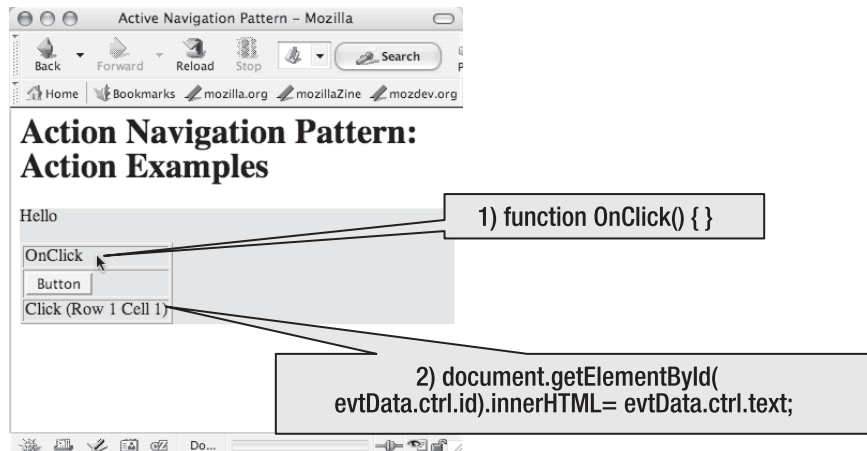 Active Navigation Pattern – Mozilla
Back Forward Reload Stop Search
Home Bookmarks mozilla.org mozillaZine mozdev.org
Action Navigation Pattern:
Action Examples
Hello
1) function OnClick() { }
OnClick
Button
Click (Row 1 Cell 1)
2) document.getElementById(
evtData.ctrl.id).innerHTML= evtData.ctrl.text;
Do...